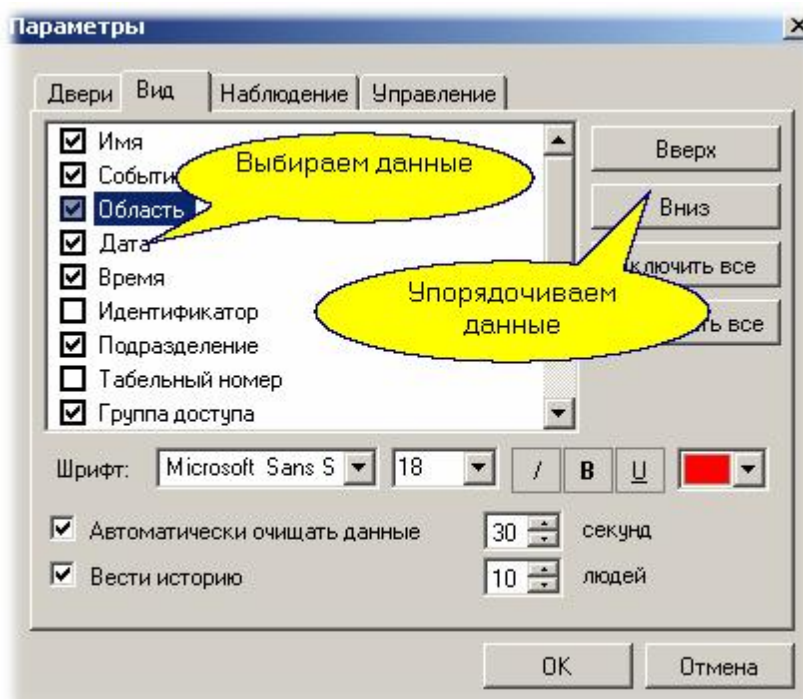 Параметры
Двери Вид Наблюдение Управление
Имя
Событи
Область
Дата
Время
Идентификатор
Подразделение
Табельный номер
Группа доступа
Выбираем данные
Упорядочиваем
данные
Вверх
Вниз
ключить все
ть все
Шрифт: Microsoft Sans S 18 I B U
Автоматически очищать данные 30 секунд
Вести историю 10 людей
OK Отмена